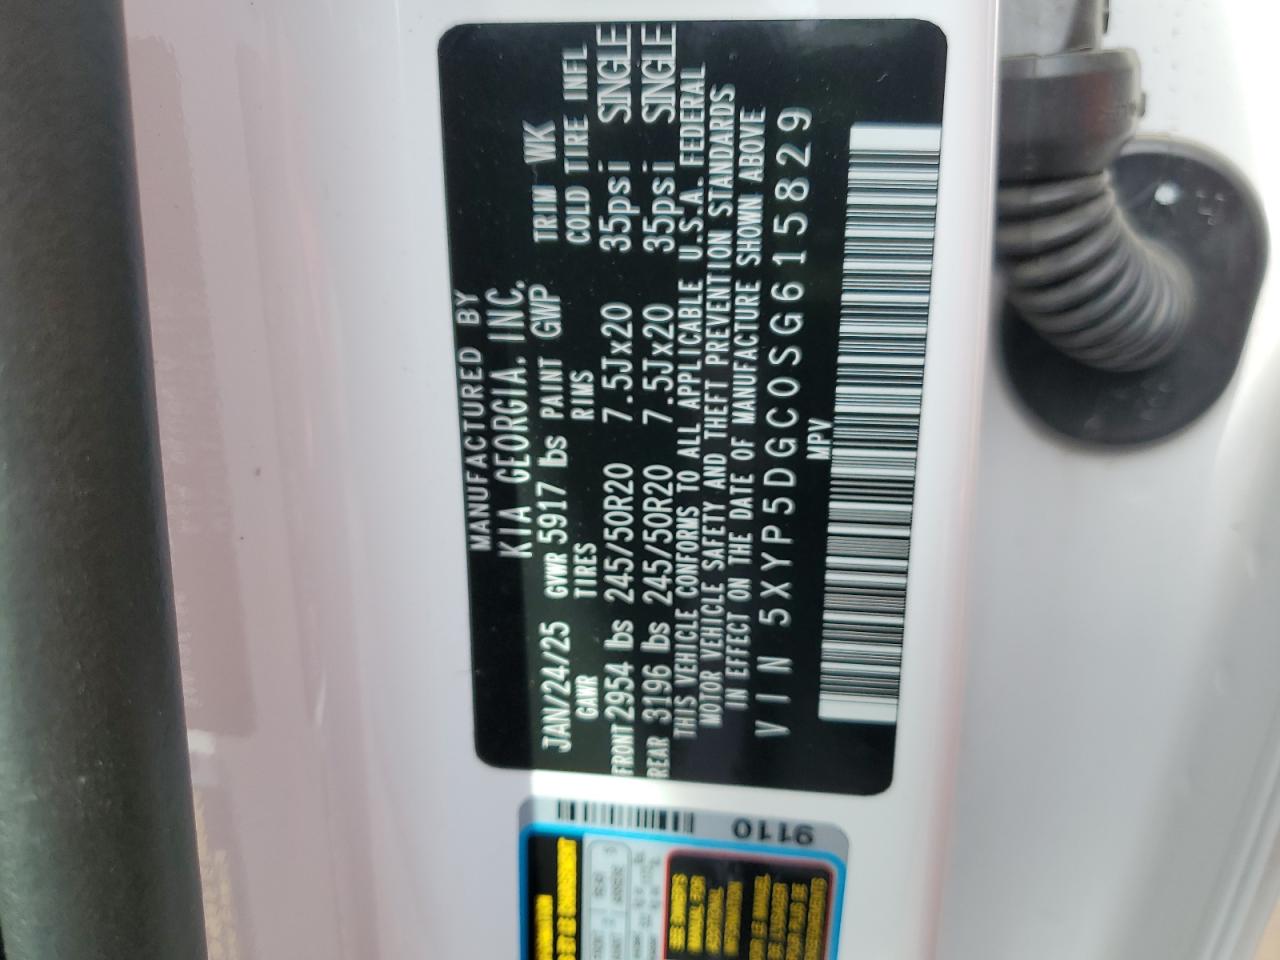 MANUFACTURED BY
KIA GEORGIA, INC.
JAN/24/25 GVWR 5917 lbs PAINT GWP TRIM WK
GAWR TIRES RIMS COLD TIRE INFL
FRONT 2954 lbs 245/50R20 7.5Jx20 35psi SINGLE
REAR 3196 lbs 245/50R20 7.5Jx20 35psi SINGLE
THIS VEHICLE CONFORMS TO ALL APPLICABLE U.S.A. FEDERAL
MOTOR VEHICLE SAFETY AND THEFT PREVENTION STANDARDS
IN EFFECT ON THE DATE OF MANUFACTURE SHOWN ABOVE
VIN 5XYP5DGC0SG615829
MPV
9110